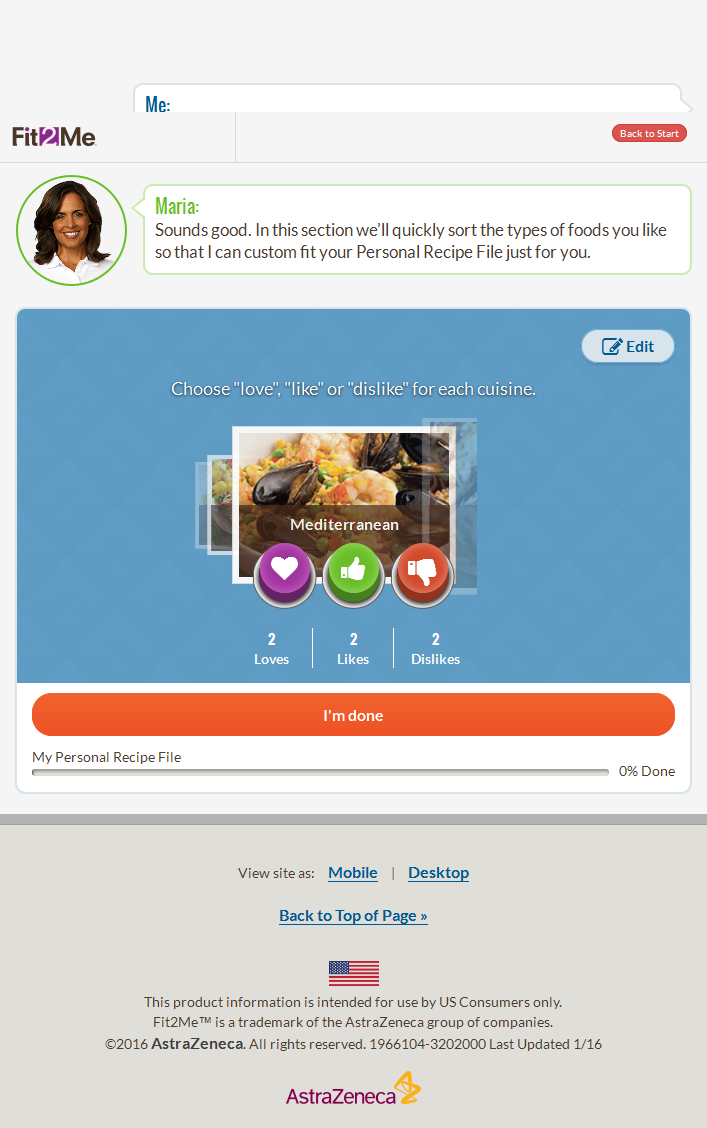 Me:
Fit2Me
Back to Start
Maria:
Sounds good. In this section we’ll quickly sort the types of foods you like
so that I can custom fit your Personal Recipe File just for you.
Edit
Choose "love", "like" or "dislike" for each cuisine.
Mediterranean
2
Loves
2
Likes
2
Dislikes
I'm done
My Personal Recipe File
0% Done
View site as: Mobile | Desktop
Back to Top of Page »
This product information is intended for use by US Consumers only.
Fit2Me™ is a trademark of the AstraZeneca group of companies.
©2016 AstraZeneca. All rights reserved. 1966104-3202000 Last Updated 1/16
AstraZeneca